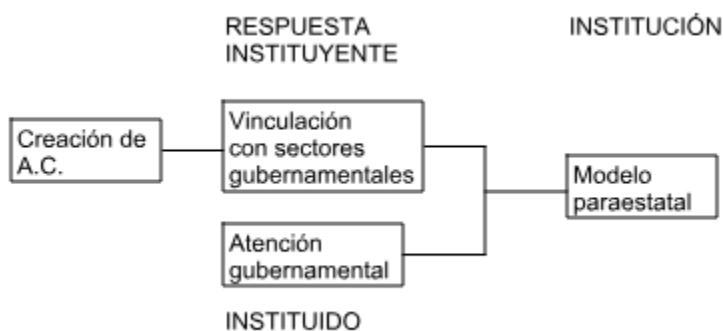 RESPUESTA
INSTITUYENTE
INSTITUCIÓN
Creación de
A.C.
Vinculación
con sectores
gubernamentales
Modelo
paraestatal
Atención
gubernamental
INSTITUIDO